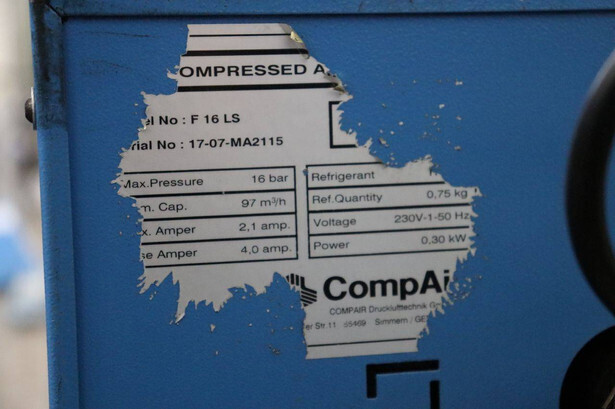 OMPRESSED A
el No : F 16 LS
rial No : 17-07-MA2115
Max.Pressure 16 bar
m. Cap. 97 m³/h
x. Amper 2,1 amp.
se Amper 4,0 amp.
Refrigerant
Ref.Quantity 0,75 kg
Voltage 230V-1-50 Hz
Power 0,30 kW
CompAi
COMPAIR Drucklufttechnik G
er Str 11 55469 Simmern / GE